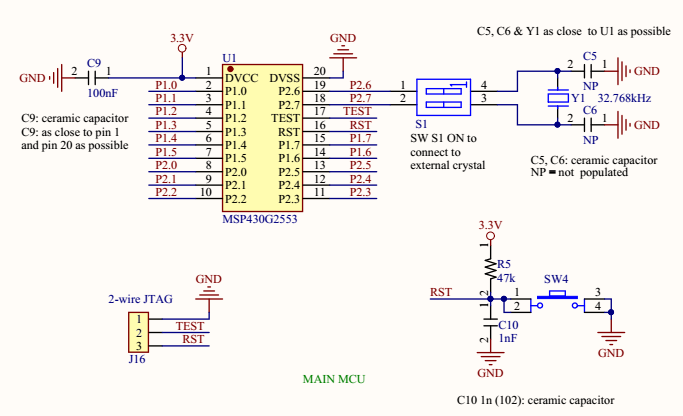 C5, C6 & Y1 as close to U1 as possible
3.3V
GND
C9
2
1
GND
100nF
U1
1 DVCC DVSS 20
P1.0 2 P1.0 P2.6 19 P2.6
P1.1 3 P1.1 P2.7 18 P2.7
P1.2 4 P1.2 TEST 17 TEST
P1.3 5 P1.3 RST 16 RST
P1.4 6 P1.4 P1.7 15 P1.7
P1.5 7 P1.5 P1.6 14 P1.6
P2.0 8 P2.0 P2.5 13 P2.5
P2.1 9 P2.1 P2.4 12 P2.4
P2.2 10 P2.2 P2.3 11 P2.3
MSP430G2553
C9: ceramic capacitor
C9: as close to pin 1
and pin 20 as possible
1 4
2 3
S1
SW S1 ON to
connect to
external crystal
C5
2 1
GND
NP
Y1 32.768kHz
C6
2 1
GND
NP
C5, C6: ceramic capacitor
NP = not populated
2-wire JTAG
GND
1
2 TEST
3 RST
J16
3.3V
1
R5
47k
2
RST
SW4
1 3
2 4
1
C10
1nF
2
GND
GND
MAIN MCU
C10 1n (102): ceramic capacitor